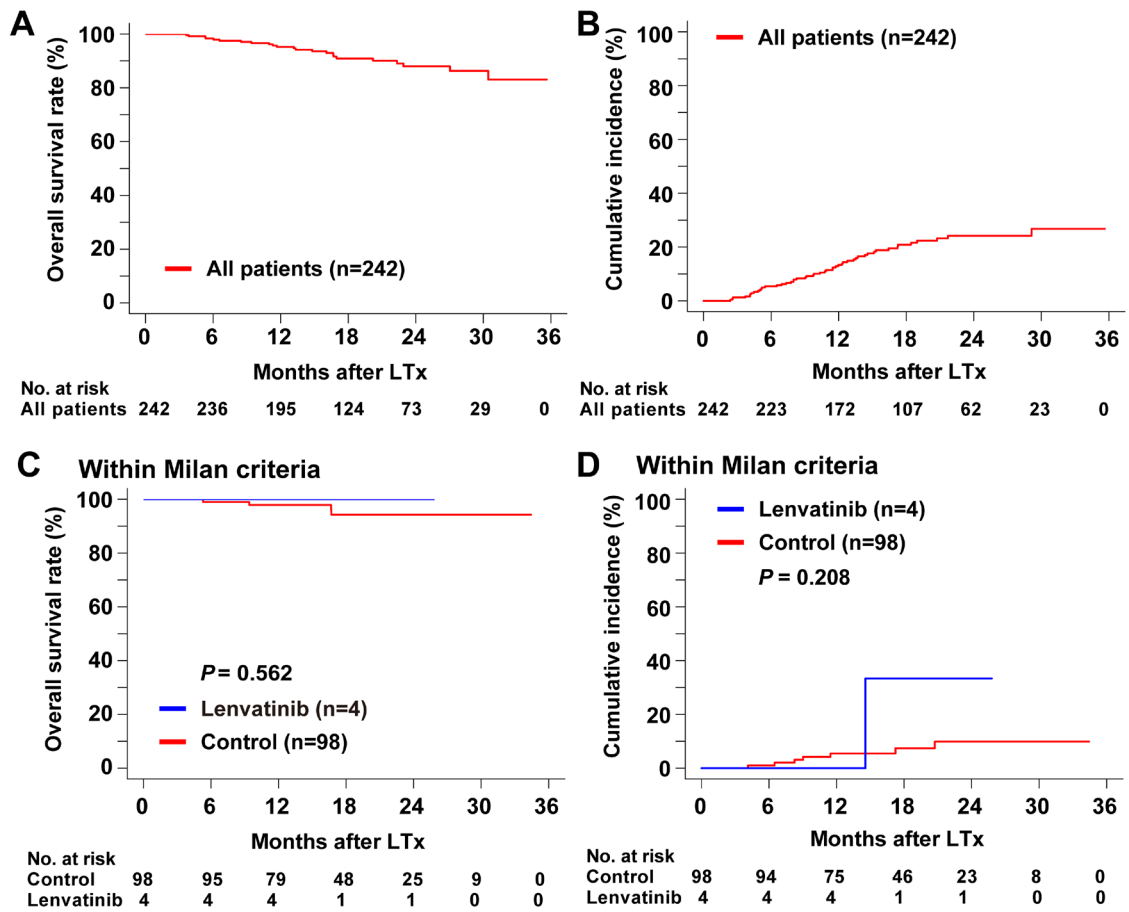 A
Overall survival rate (%)
100
80
60
40
20
0
All patients (n=242)
0 6 12 18 24 30 36
Months after LTx
No. at risk
All patients 242 236 195 124 73 29 0
B
Cumulative incidence (%)
100
80
60
40
20
0
All patients (n=242)
0 6 12 18 24 30 36
Months after LTx
No. at risk
All patients 242 223 172 107 62 23 0
C Within Milan criteria
Overall survival rate (%)
100
80
60
40
20
0
P = 0.562
Lenvatinib (n=4)
Control (n=98)
0 6 12 18 24 30 36
Months after LTx
No. at risk
Control 98 95 79 48 25 9 0
Lenvatinib 4 4 4 1 1 0 0
D Within Milan criteria
Cumulative incidence (%)
100
80
60
40
20
0
Lenvatinib (n=4)
Control (n=98)
P = 0.208
0 6 12 18 24 30 36
Months after LTx
No. at risk
Control 98 94 75 46 23 8 0
Lenvatinib 4 4 4 1 1 0 0